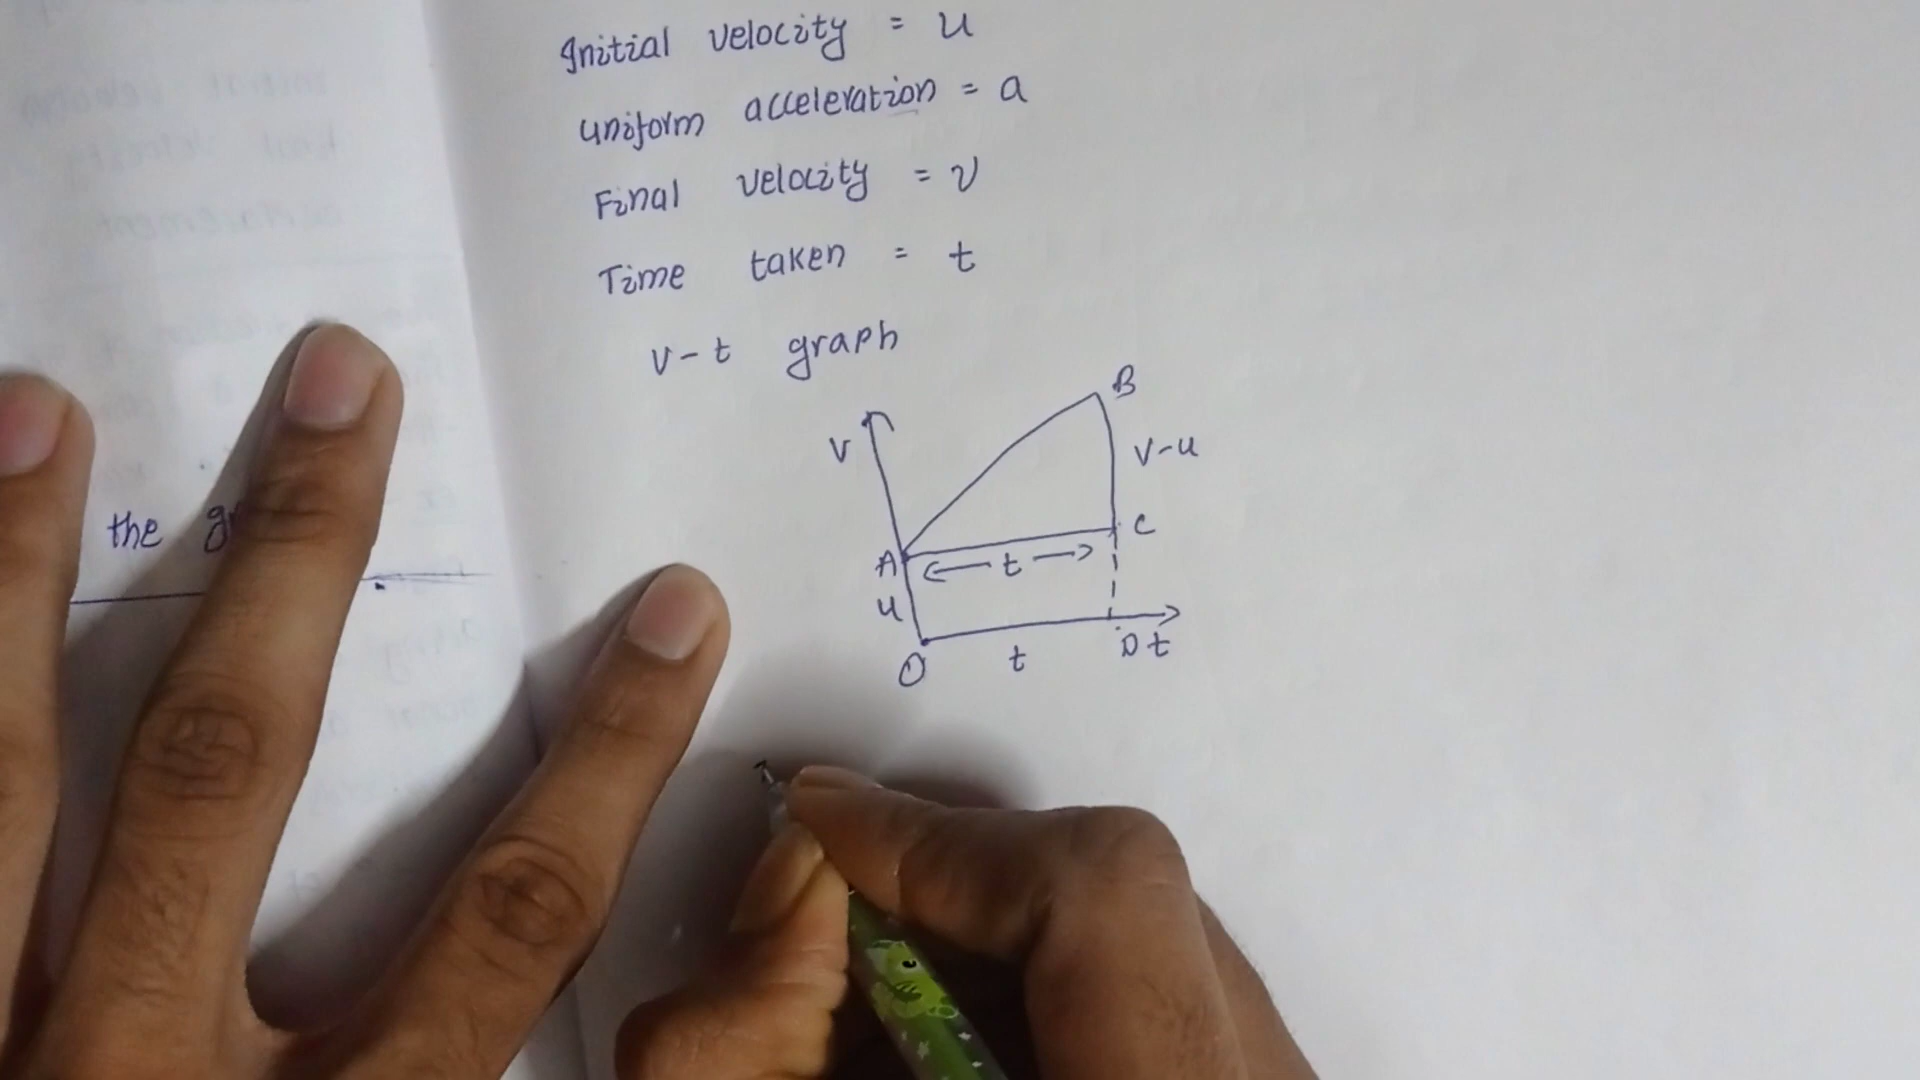 Initial velocity = u
uniform acceleration = a
Final velocity = v
Time taken = t
v-t graph
B
V
V-u
C
A
t
u
the
O
t
D t